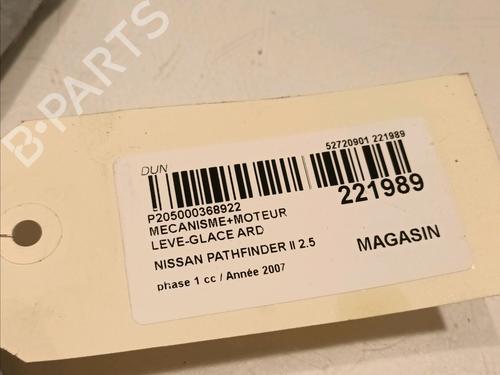 B-PARTS
DUN
52720901 221989
P205000368922
221989
MECANISME+MOTEUR
LEVE-GLACE ARD
NISSAN PATHFINDER II 2.5
MAGASIN
phase 1 cc / Année 2007